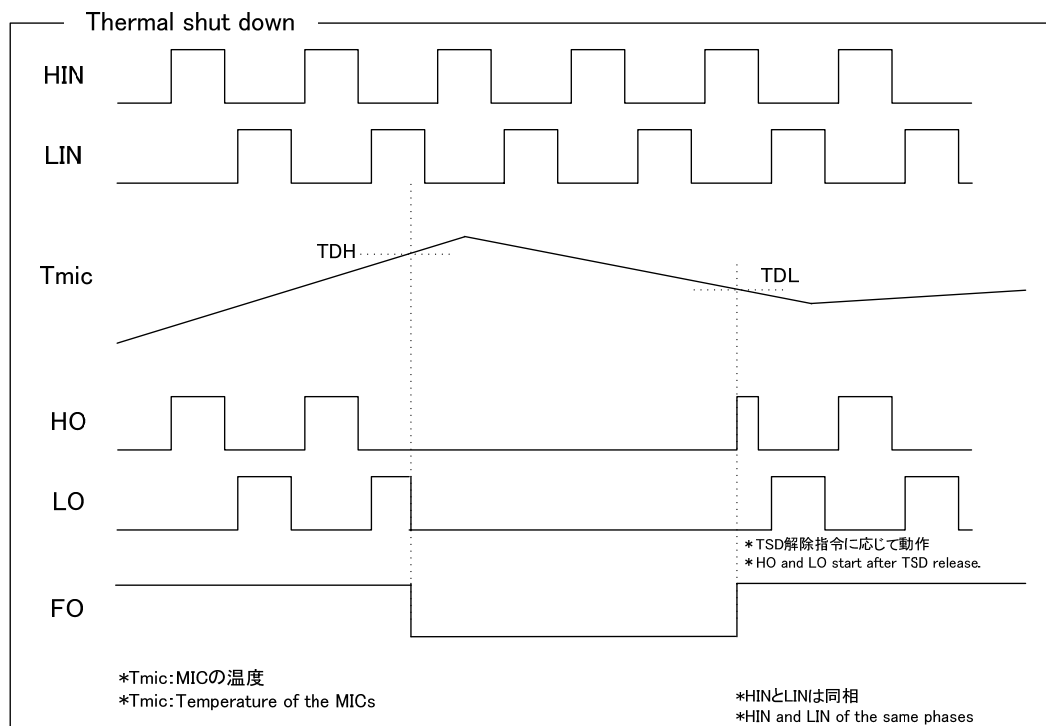 Thermal shut down
HIN
LIN
TDH
Tmic
TDL
HO
LO
*TSD解除指令に応じて動作
*HO and LO start after TSD release.
FO
*Tmic:MICの温度
*Tmic:Temperature of the MICs
*HINとLINは同相
*HIN and LIN of the same phases